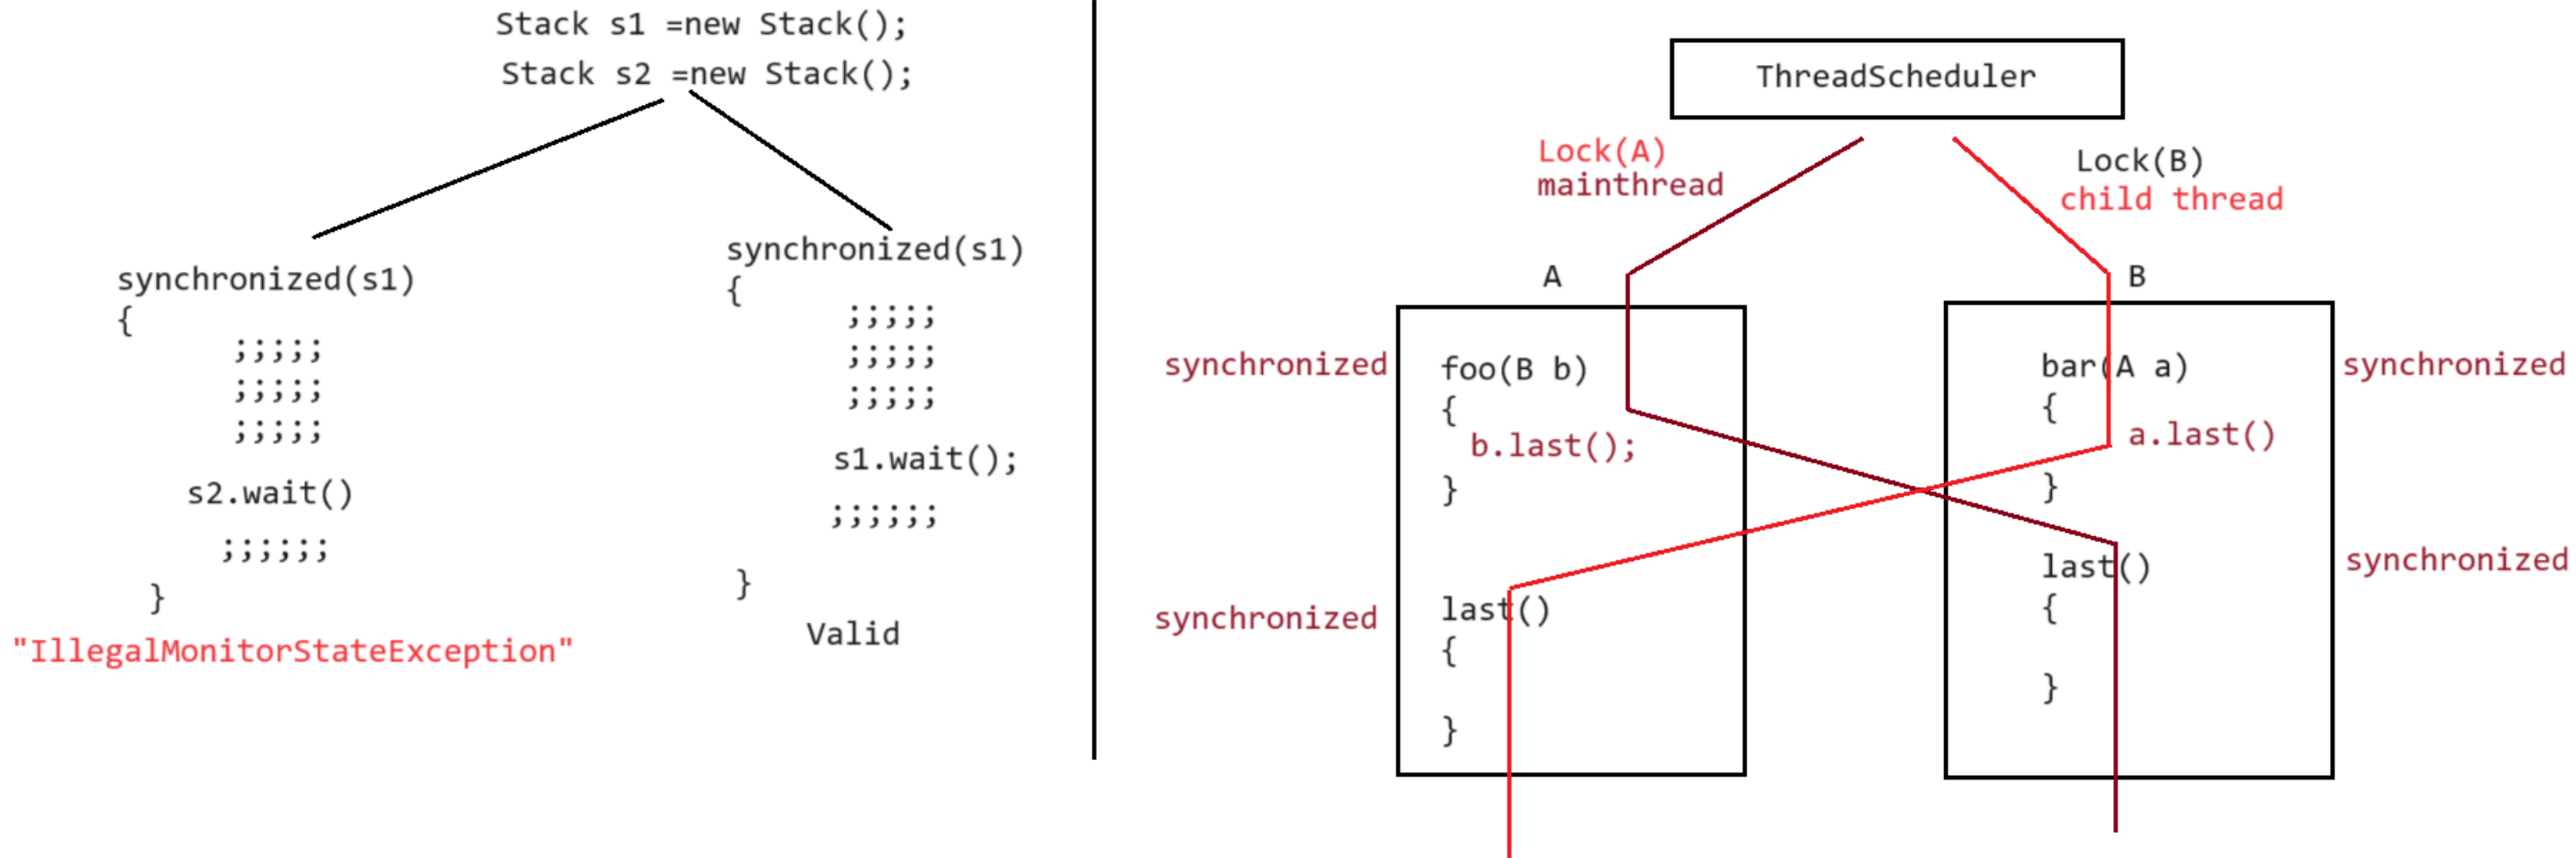 Stack s1 =new Stack();
Stack s2 =new Stack();
synchronized(s1)
{
;;;;;
;;;;;
;;;;;
s2.wait()
;;;;;;
}
"IllegalMonitorStateException"
synchronized(s1)
{
;;;;;
;;;;;
;;;;;
s1.wait();
;;;;;;
}
Valid
ThreadScheduler
Lock(A)
mainthread
Lock(B)
child thread
A
synchronized
foo(B b)
{
b.last();
}
synchronized
last()
{
}
B
bar(A a)
synchronized
{
a.last()
}
last()
synchronized
{
}